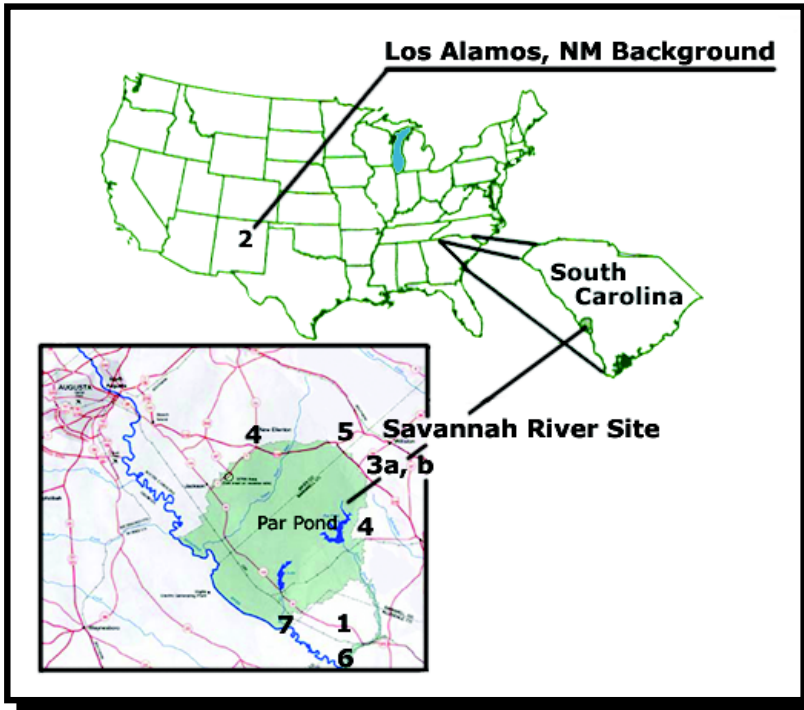 Los Alamos, NM Background
2
South
Carolina
AUGUSTA
4
5
Savannah River Site
3a, b
Par Pond
4
7
1
6